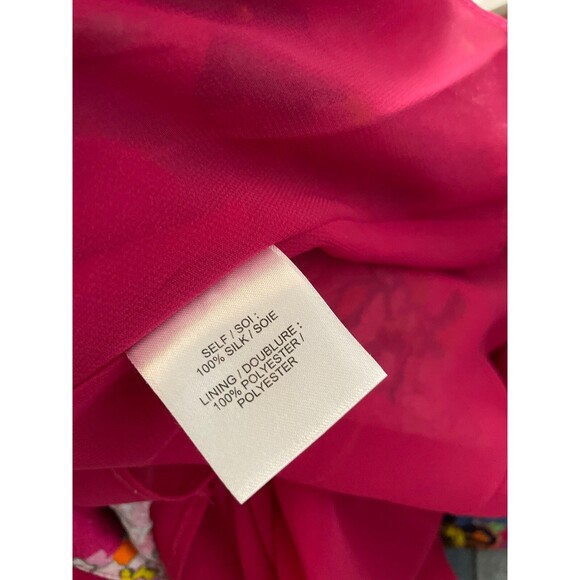 SELF / SOI :
100% SILK / SOIE
LINING / DOUBLURE :
100% POLYESTER /
POLYESTER